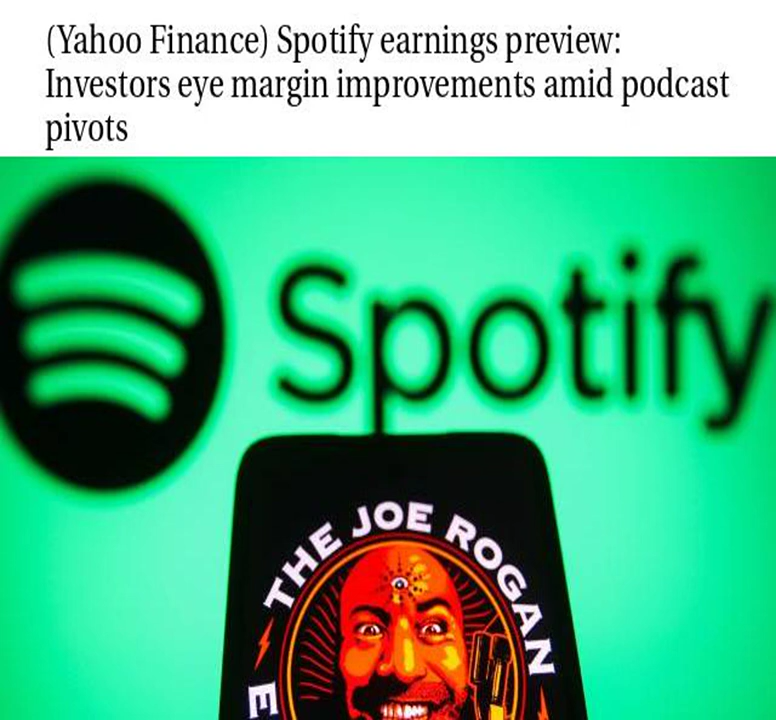 (Yahoo Finance) Spotify earnings preview:
Investors eye margin improvements amid podcast
pivots
Spotify
THE JOE ROGAN
E